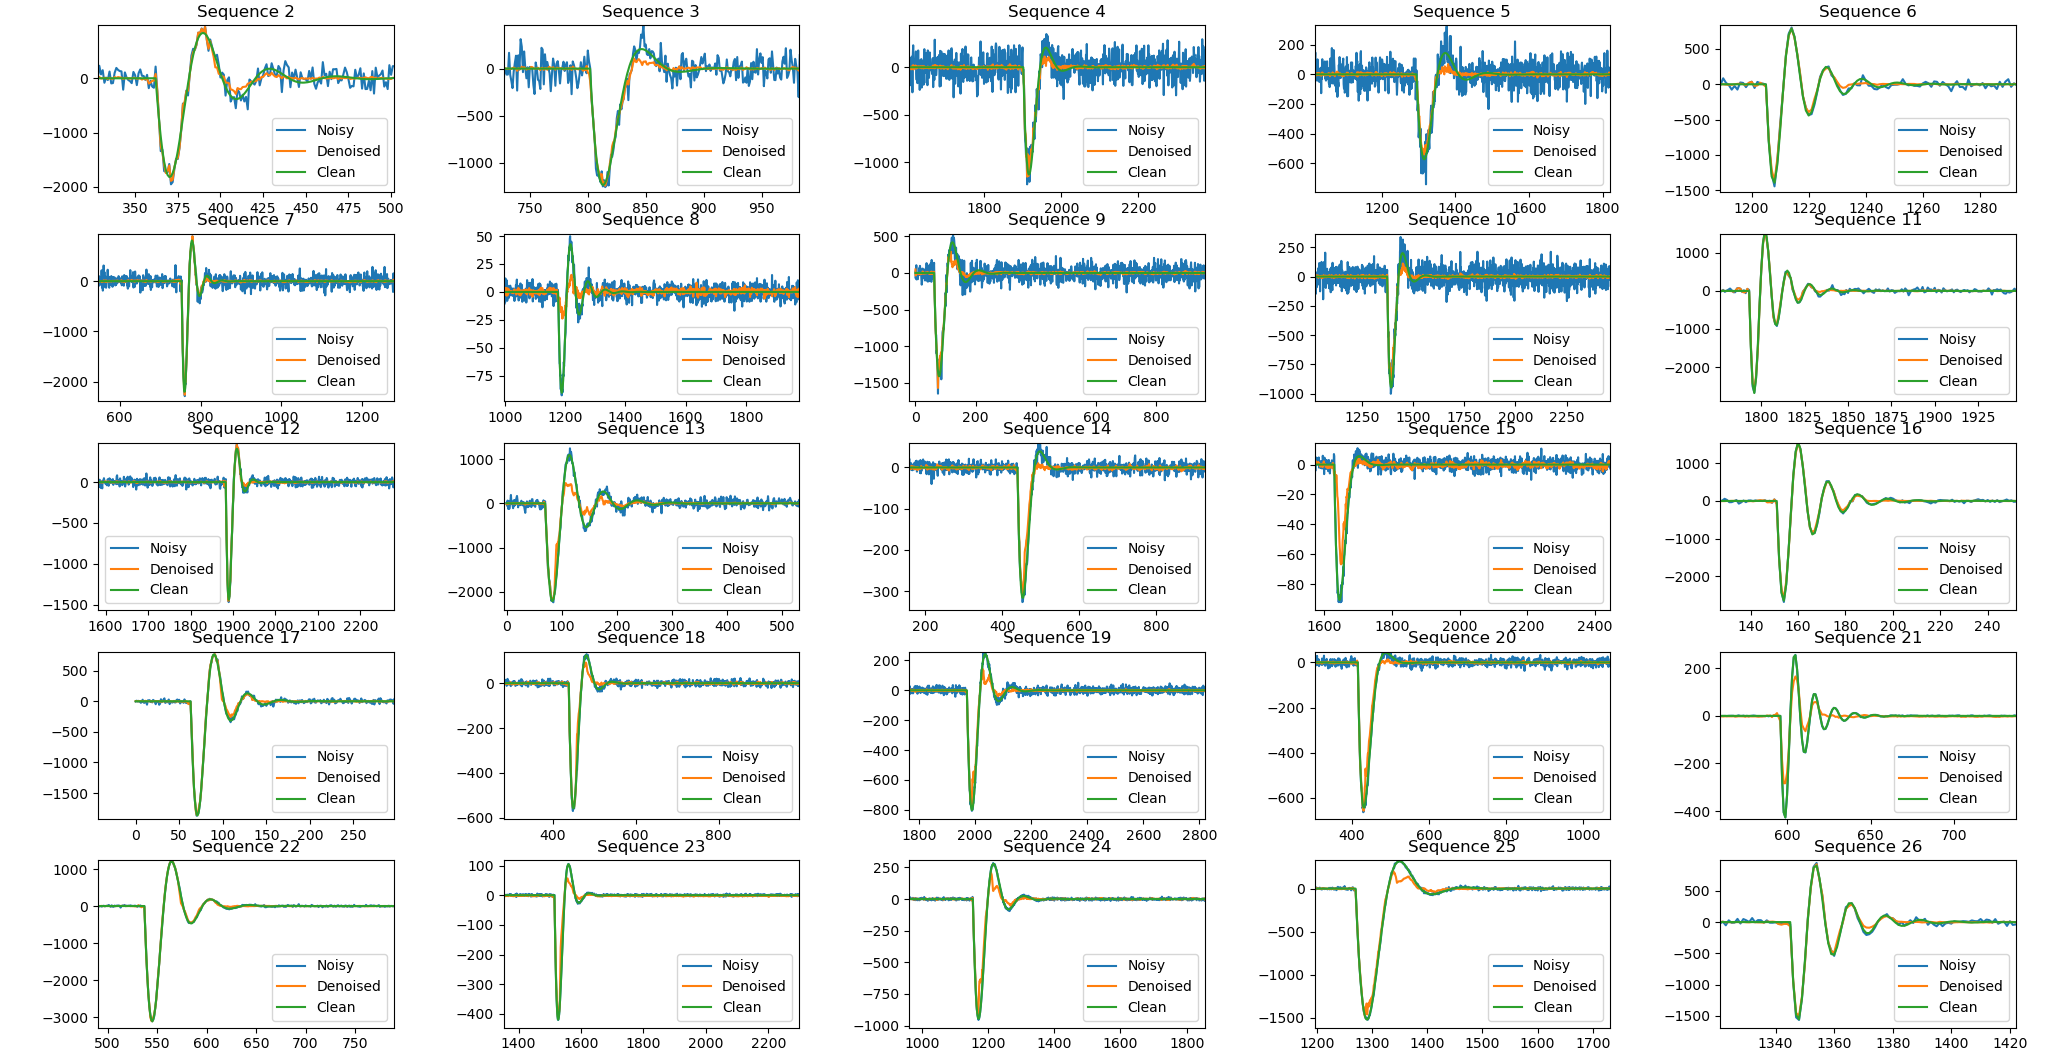 Sequence 2 Sequence 3 Sequence 4 Sequence 5 Sequence 6
0 −1000 −2000 Noisy Denoised Clean 350 375 400 425 450 475 500
0 −500 −1000 Noisy Denoised Clean 750 800 850 900 950
0 −500 −1000 Noisy Denoised Clean 1800 2000 2200
200 0 −200 −400 −600 Noisy Denoised Clean 1200 1400 1600 1800
500 0 −500 −1000 −1500 Noisy Denoised Clean 1200 1220 1240 1260 1280
Sequence 7 Sequence 8 Sequence 9 Sequence 10 Sequence 11
0 −1000 −2000 Noisy Denoised Clean 600 800 1000 1200
50 25 0 −25 −50 −75 Noisy Denoised Clean 1000 1200 1400 1600 1800
500 0 −500 −1000 −1500 Noisy Denoised Clean 0 200 400 600 800
250 0 −250 −500 −750 −1000 Noisy Denoised Clean 1250 1500 1750 2000 2250
1000 0 −1000 −2000 Noisy Denoised Clean 1800 1825 1850 1875 1900 1925
Sequence 12 Sequence 13 Sequence 14 Sequence 15 Sequence 16
0 −500 −1000 −1500 Noisy Denoised Clean 1600 1700 1800 1900 2000 2100 2200
1000 0 −1000 −2000 Noisy Denoised Clean 0 100 200 300 400 500
0 −100 −200 −300 Noisy Denoised Clean 200 400 600 800
0 −20 −40 −60 −80 Noisy Denoised Clean 1600 1800 2000 2200 2400
1000 0 −1000 −2000 Noisy Denoised Clean 140 160 180 200 220 240
Sequence 17 Sequence 18 Sequence 19 Sequence 20 Sequence 21
500 0 −500 −1000 −1500 Noisy Denoised Clean 0 50 100 150 200 250
0 −200 −400 −600 Noisy Denoised Clean 400 600 800
200 0 −200 −400 −600 −800 Noisy Denoised Clean 1800 2000 2200 2400 2600 2800
0 −200 −400 −600 Noisy Denoised Clean 400 600 800 1000
200 0 −200 −400 Noisy Denoised Clean 600 650 700
Sequence 22 Sequence 23 Sequence 24 Sequence 25 Sequence 26
1000 0 −1000 −2000 −3000 Noisy Denoised Clean 500 550 600 650 700 750
100 0 −100 −200 −300 −400 Noisy Denoised Clean 1400 1600 1800 2000 2200
250 0 −250 −500 −750 −1000 Noisy Denoised Clean 1000 1200 1400 1600 1800
0 −500 −1000 −1500 Noisy Denoised Clean 1200 1300 1400 1500 1600 1700
500 0 −500 −1000 −1500 Noisy Denoised Clean 1320 1340 1360 1380 1400 1420